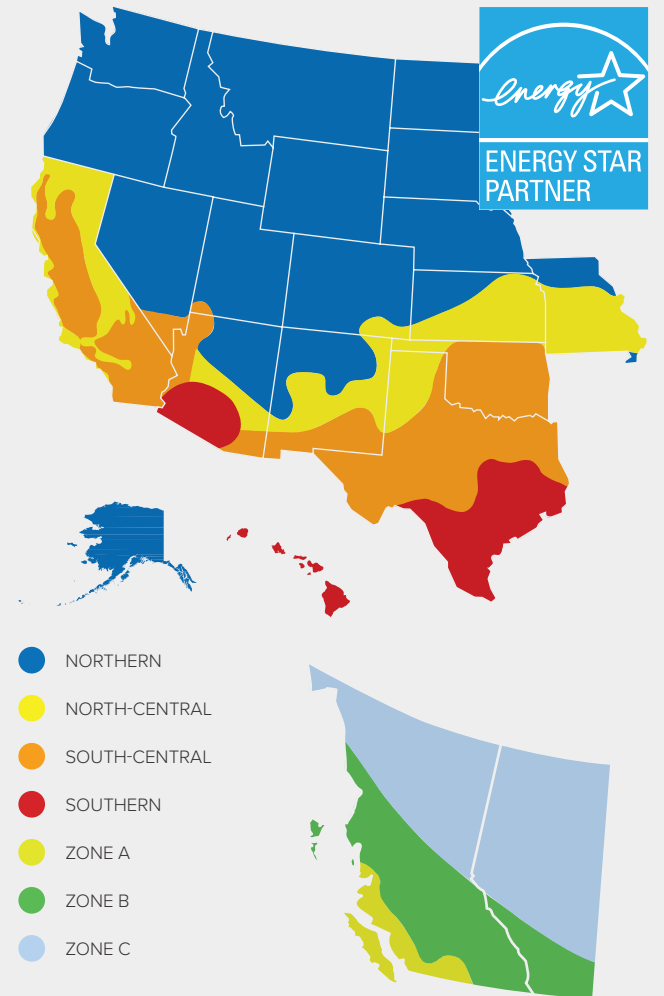 energy
ENERGY STAR
PARTNER
NORTHERN
NORTH-CENTRAL
SOUTH-CENTRAL
SOUTHERN
ZONE A
ZONE B
ZONE C